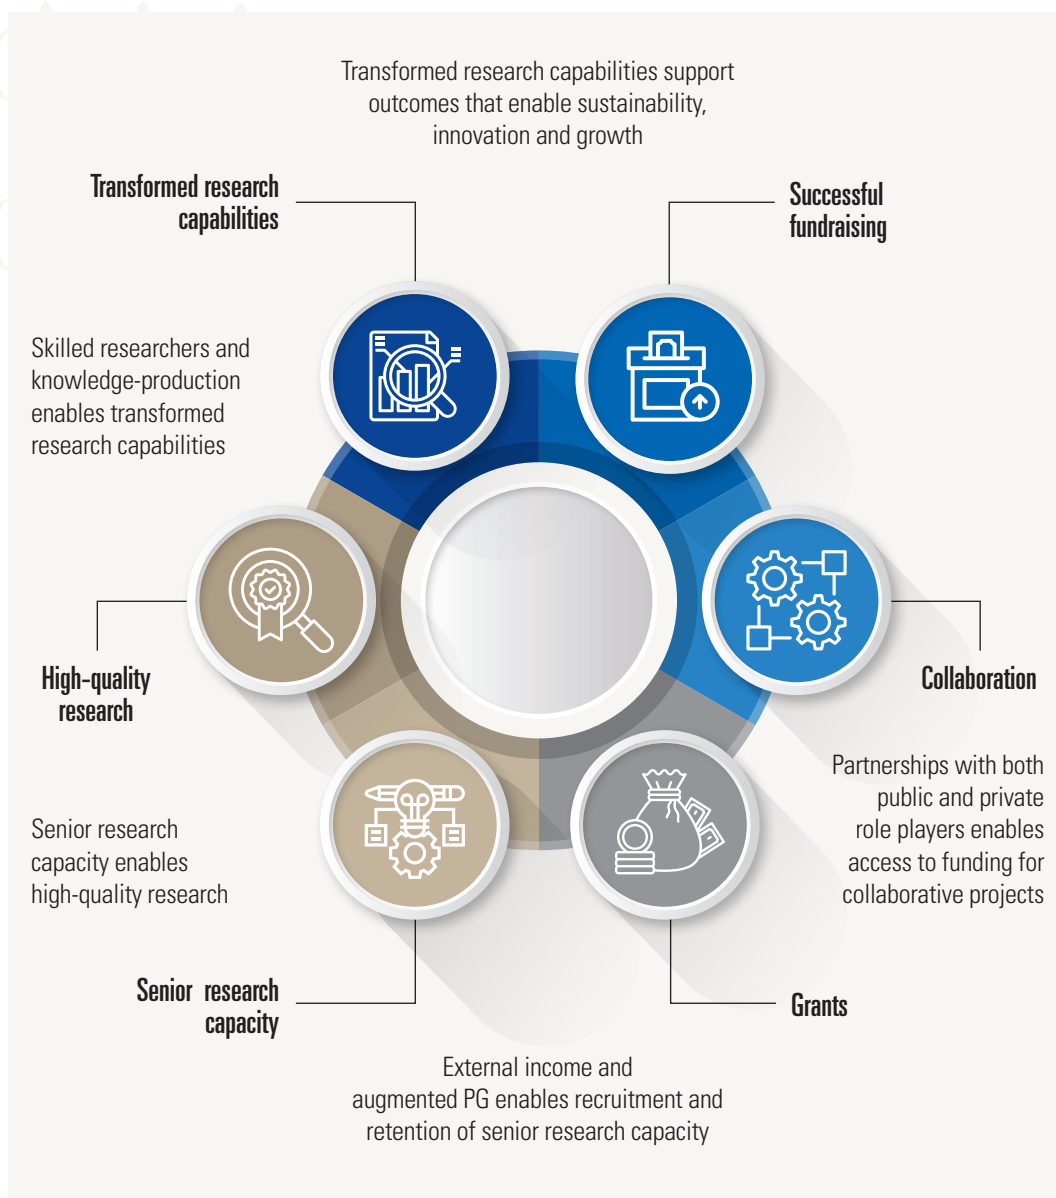 Transformed research capabilities support
outcomes that enable sustainability,
innovation and growth
Transformed research
capabilities
Successful
fundraising
Skilled researchers and
knowledge-production
enables transformed
research capabilities
High-quality
research
Collaboration
Partnerships with both
public and private
role players enables
access to funding for
collaborative projects
Senior research
capacity enables
high-quality research
Senior research
capacity
Grants
External income and
augmented PG enables recruitment and
retention of senior research capacity